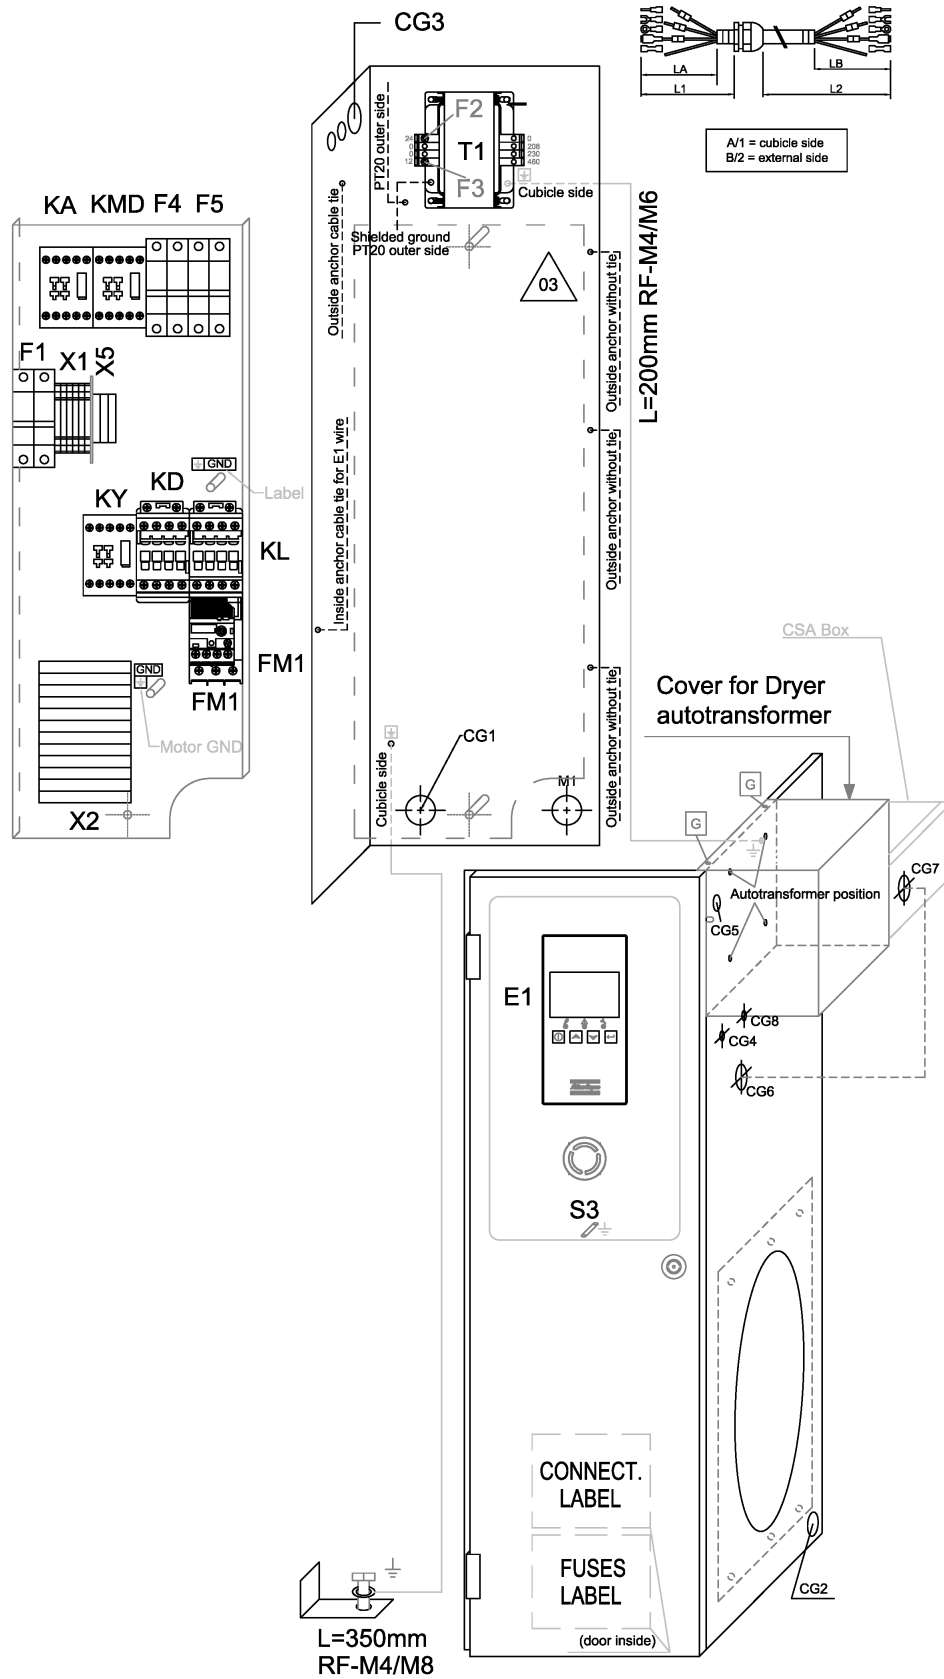 CG3
LA
LB
L1
L2
A/1 = cubicle side
B/2 = external side
PT20 outer side
F2
24
0
0
12
T1
0
208
230
460
F3
Cubicle side
Shielded ground
PT20 outer side
Outside anchor cable tie
03
Outside anchor without tie
L=200mm RF-M4/M6
KA
KMD
F4
F5
F1
X1
X5
GND
Label
KY
KD
KL
Inside anchor cable tie for E1 wire
Outside anchor without tie
FM1
FM1
GND
Motor GND
X2
Cubicle side
CG1
M1
Outside anchor without tie
CSA Box
Cover for Dryer
autotransformer
G
G
CG7
Autotransformer position
CG5
E1
CG8
CG4
CG6
S3
CONNECT.
LABEL
FUSES
LABEL
(door inside)
CG2
L=350mm
RF-M4/M8